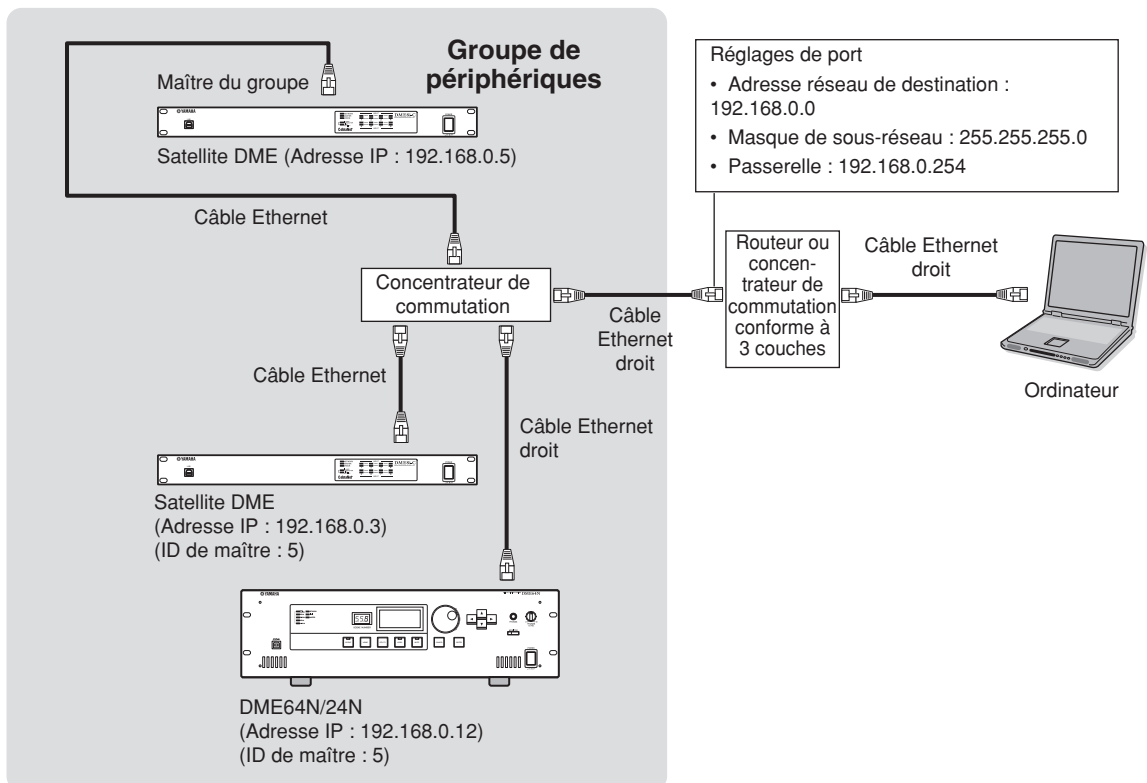 Groupe de
périphériques
Maître du groupe
YAMAHA
Satellite DME (Adresse IP : 192.168.0.5)
Câble Ethernet
Concentrateur de
commutation
Câble
Ethernet
droit
Réglages de port
• Adresse réseau de destination :
192.168.0.0
• Masque de sous-réseau : 255.255.255.0
• Passerelle : 192.168.0.254
Routeur ou
concen-
trateur de
commutation
conforme à
3 couches
Câble Ethernet
droit
Ordinateur
Câble Ethernet
Câble Ethernet
droit
YAMAHA
Satellite DME
(Adresse IP : 192.168.0.3)
(ID de maître : 5)
YAMAHA
DME64N
DME64N/24N
(Adresse IP : 192.168.0.12)
(ID de maître : 5)